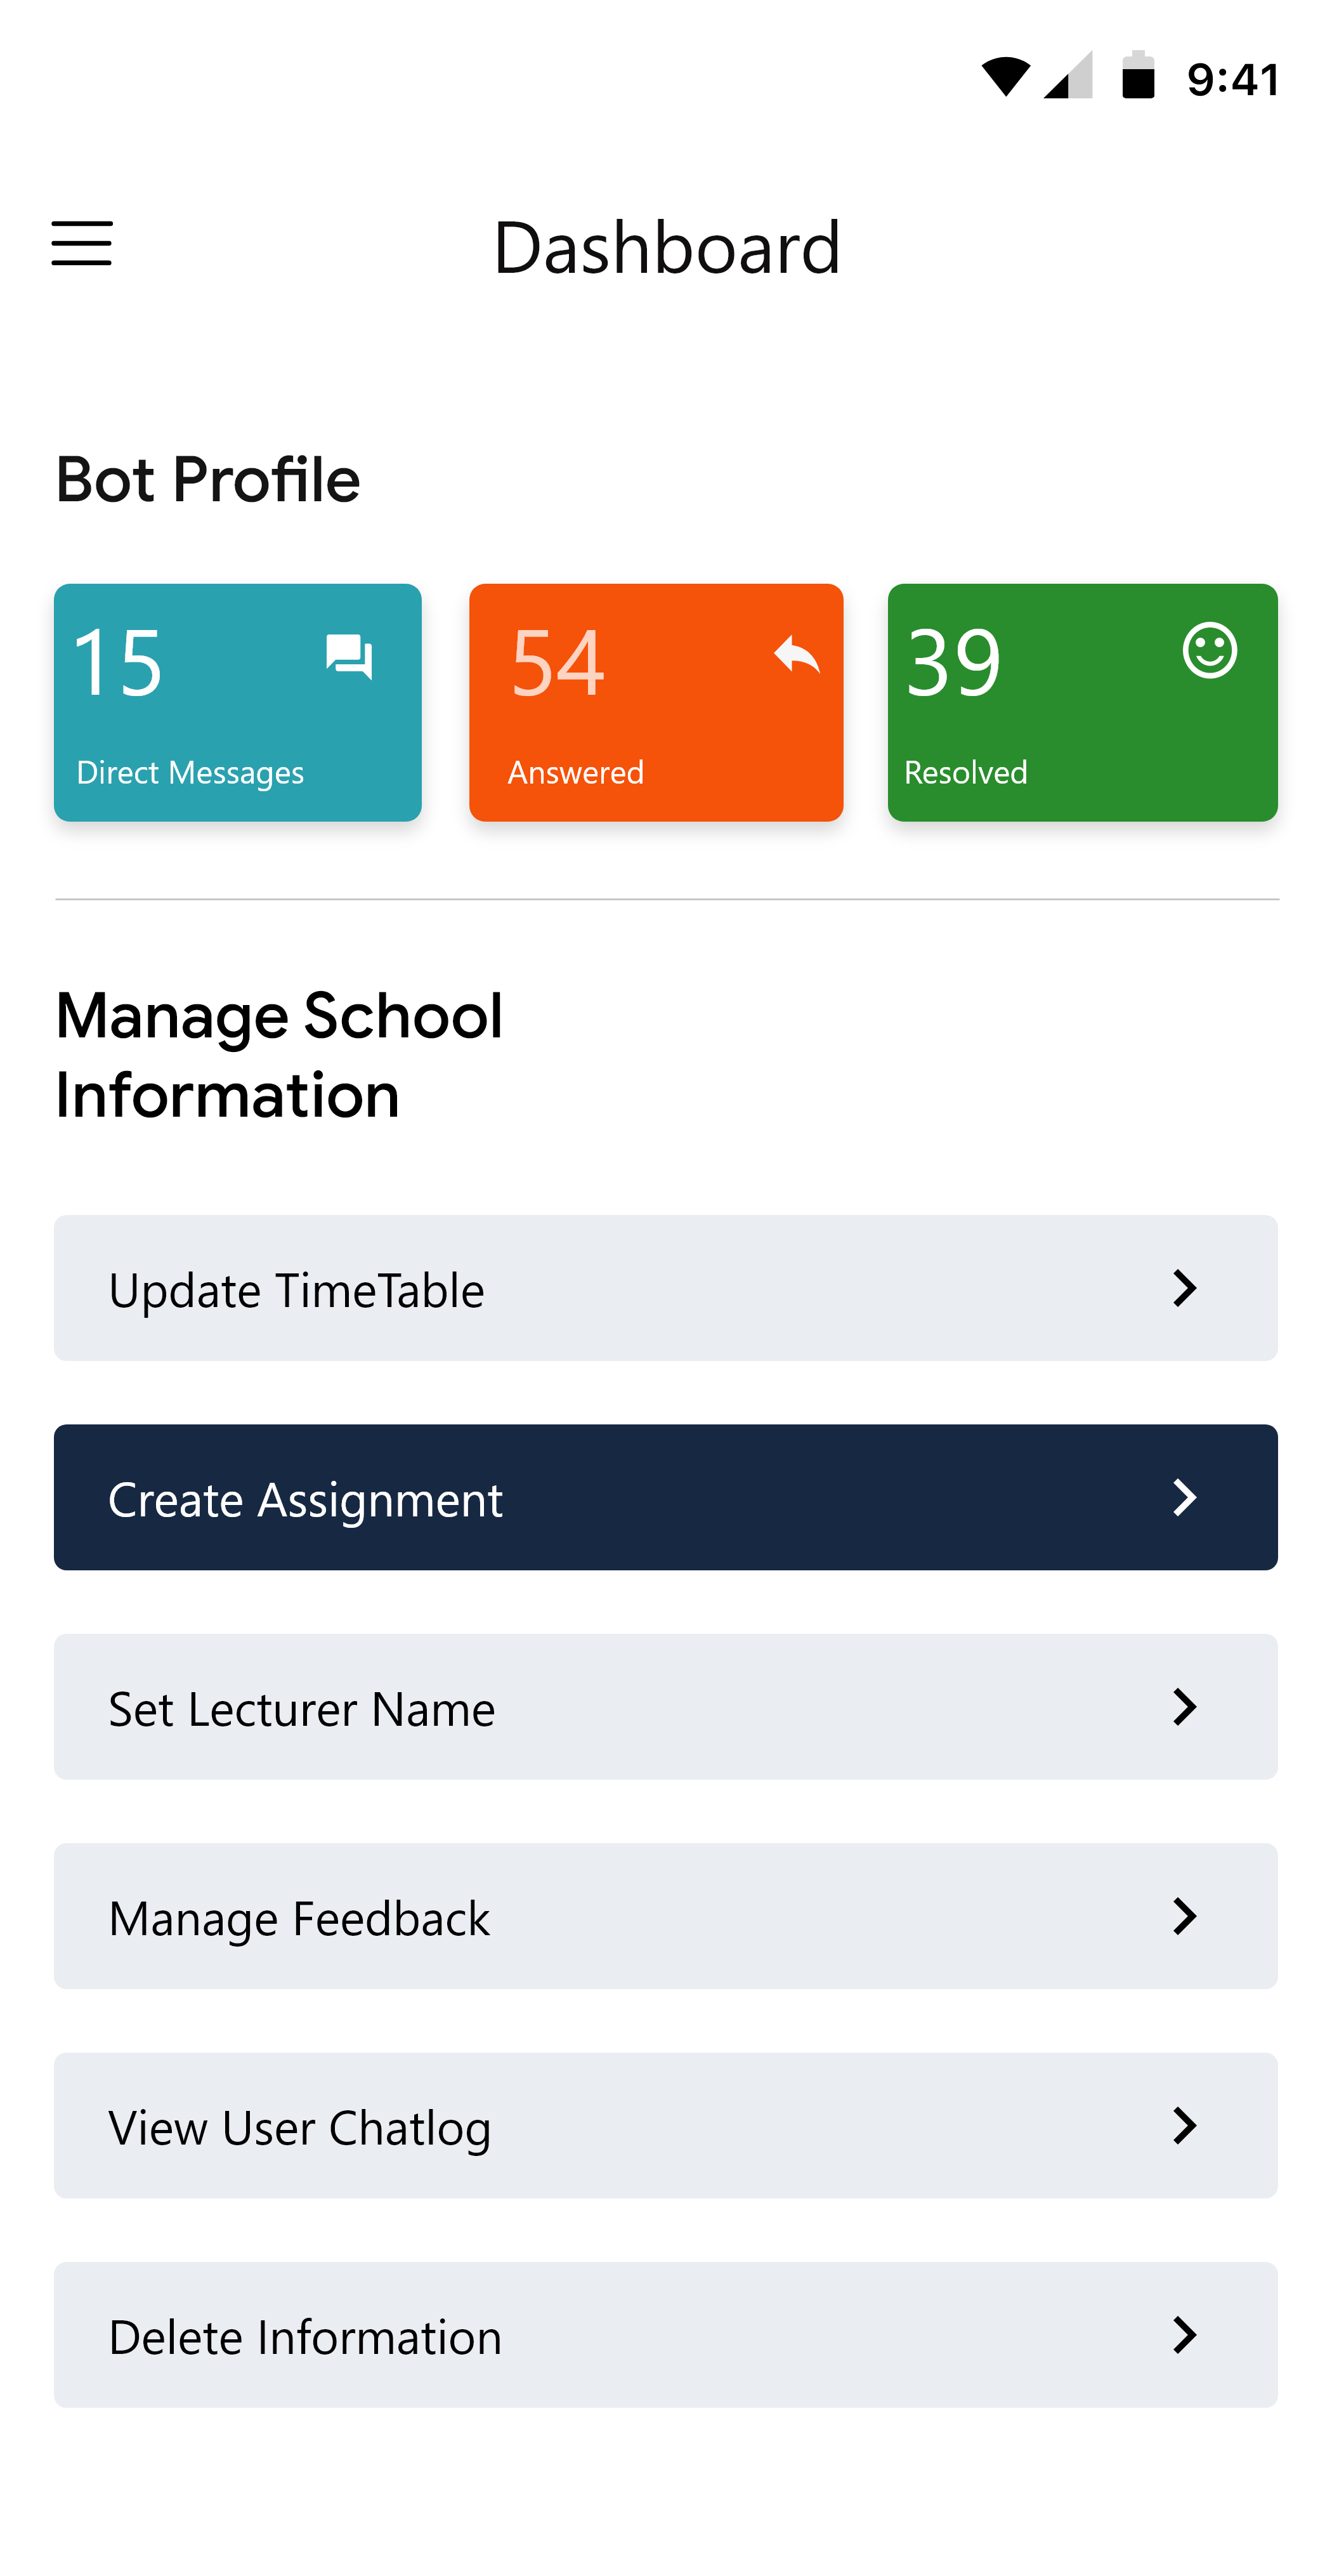 9:41
Dashboard
Bot Profile
15
54
39
Direct Messages
Answered
Resolved
Manage School
Information
Update TimeTable
Create Assignment
Set Lecturer Name
Manage Feedback
View User Chatlog
Delete Information